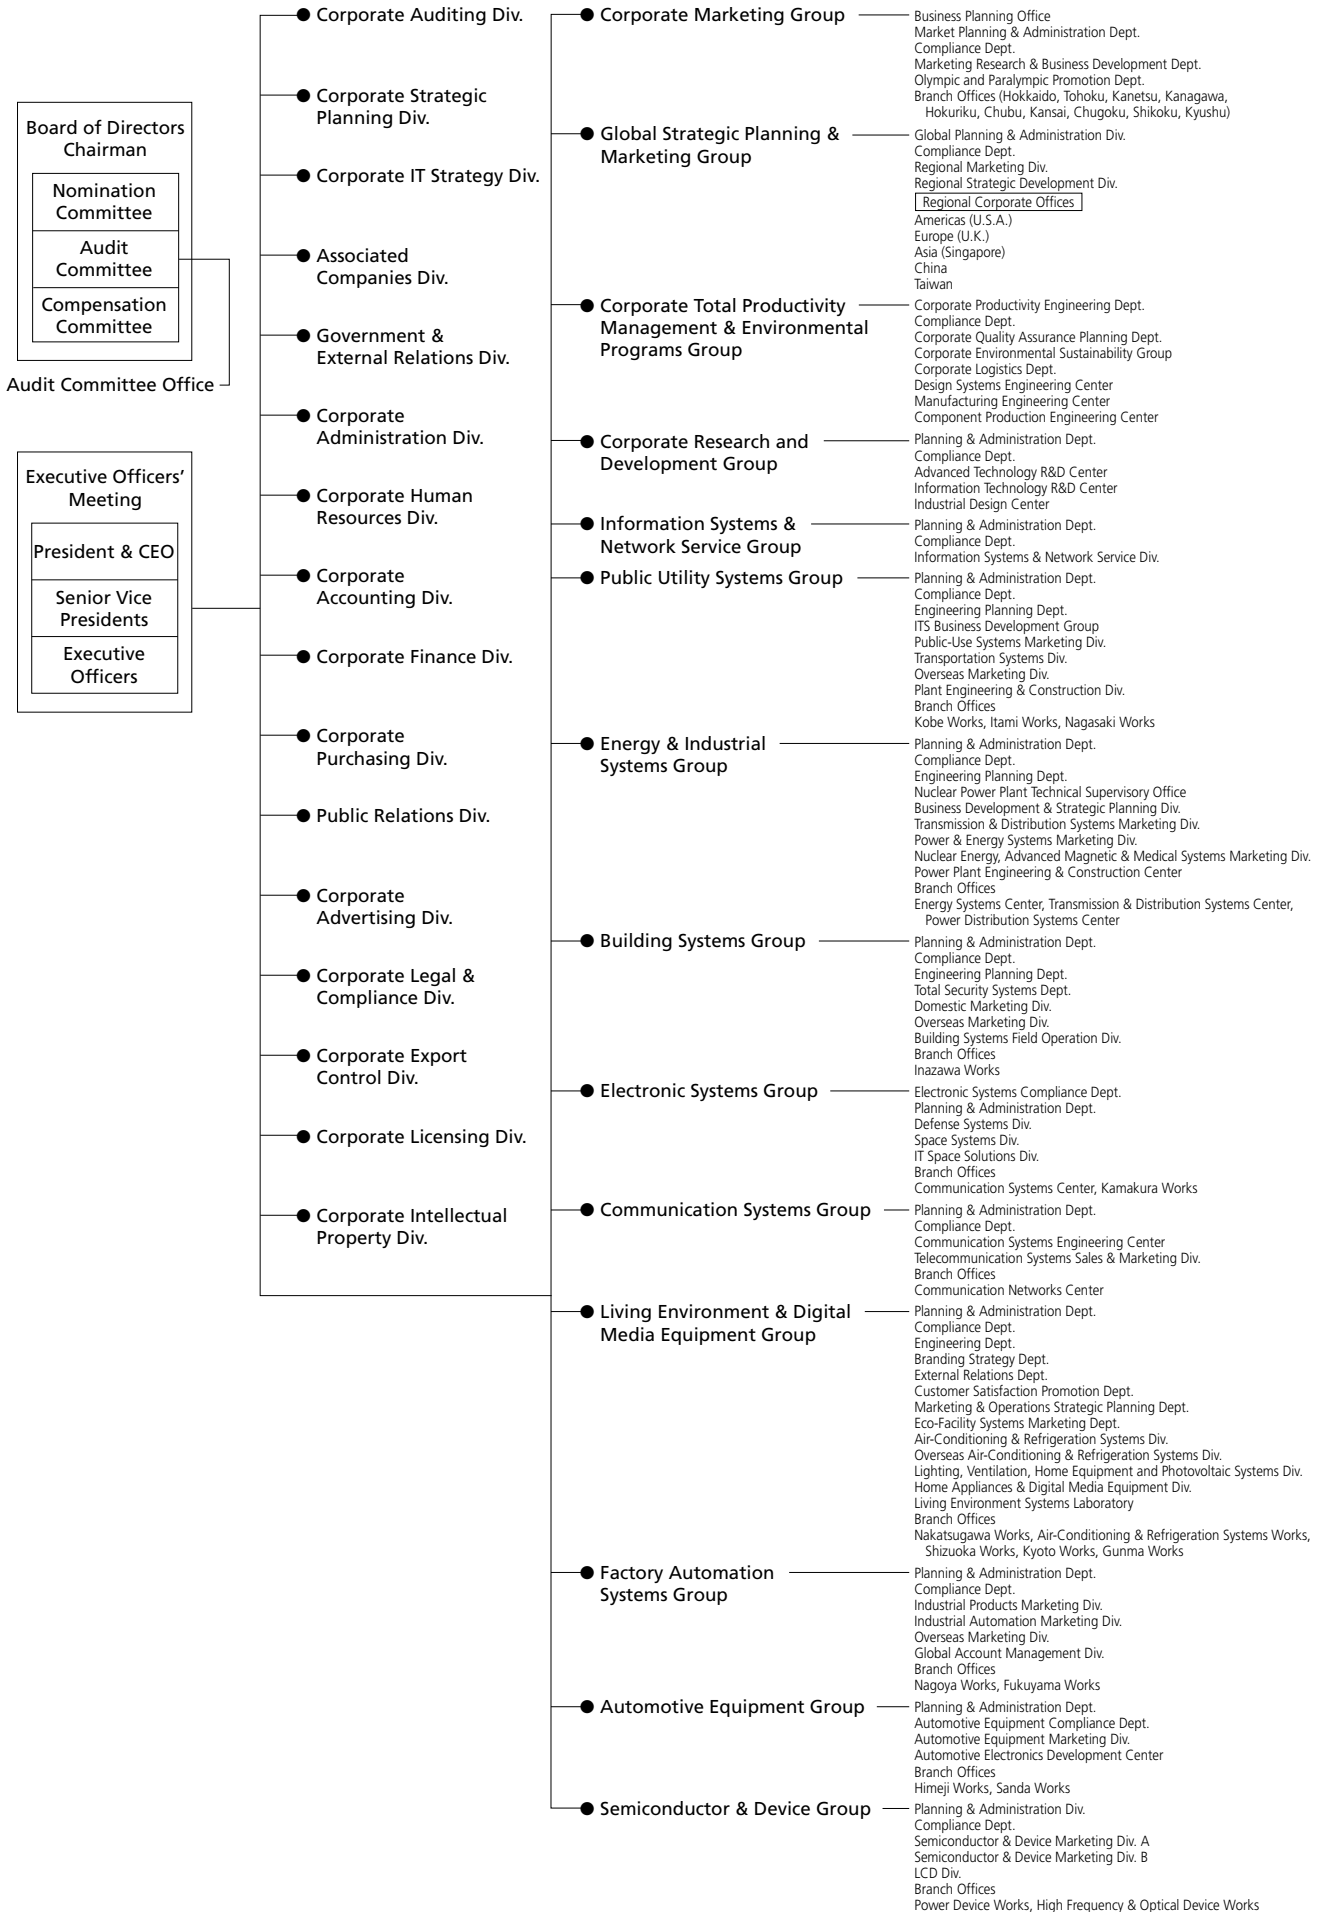 Board of Directors
Chairman
Nomination
Committee
Audit
Committee
Compensation
Committee
Audit Committee Office
Executive Officers'
Meeting
President & CEO
Senior Vice
Presidents
Executive
Officers
Corporate Auditing Div.
Corporate Strategic
Planning Div.
Corporate IT Strategy Div.
Associated
Companies Div.
Government &
External Relations Div.
Corporate
Administration Div.
Corporate Human
Resources Div.
Corporate
Accounting Div.
Corporate Finance Div.
Corporate
Purchasing Div.
Public Relations Div.
Corporate
Advertising Div.
Corporate Legal &
Compliance Div.
Corporate Export
Control Div.
Corporate Licensing Div.
Corporate Intellectual
Property Div.
Corporate Marketing Group
Business Planning Office
Market Planning & Administration Dept.
Compliance Dept.
Marketing Research & Business Development Dept.
Olympic and Paralympic Promotion Dept.
Branch Offices (Hokkaido, Tohoku, Kanetsu, Kanagawa,
Hokuriku, Chubu, Kansai, Chugoku, Shikoku, Kyushu)
Global Strategic Planning &
Marketing Group
Global Planning & Administration Div.
Compliance Dept.
Regional Marketing Div.
Regional Strategic Development Div.
Regional Corporate Offices
Americas (U.S.A.)
Europe (U.K.)
Asia (Singapore)
China
Taiwan
Corporate Total Productivity
Management & Environmental
Programs Group
Corporate Productivity Engineering Dept.
Compliance Dept.
Corporate Quality Assurance Planning Dept.
Corporate Environmental Sustainability Group
Corporate Logistics Dept.
Design Systems Engineering Center
Manufacturing Engineering Center
Component Production Engineering Center
Corporate Research and
Development Group
Planning & Administration Dept.
Compliance Dept.
Advanced Technology R&D Center
Information Technology R&D Center
Industrial Design Center
Information Systems &
Network Service Group
Planning & Administration Dept.
Compliance Dept.
Information Systems & Network Service Div.
Public Utility Systems Group
Planning & Administration Dept.
Compliance Dept.
Engineering Planning Dept.
ITS Business Development Group
Public-Use Systems Marketing Div.
Transportation Systems Div.
Overseas Marketing Div.
Plant Engineering & Construction Div.
Branch Offices
Kobe Works, Itami Works, Nagasaki Works
Energy & Industrial
Systems Group
Planning & Administration Dept.
Compliance Dept.
Engineering Planning Dept.
Nuclear Power Plant Technical Supervisory Office
Business Development & Strategic Planning Div.
Transmission & Distribution Systems Marketing Div.
Power & Energy Systems Marketing Div.
Nuclear Energy, Advanced Magnetic & Medical Systems Marketing Div.
Power Plant Engineering & Construction Center
Branch Offices
Energy Systems Center, Transmission & Distribution Systems Center,
Power Distribution Systems Center
Building Systems Group
Planning & Administration Dept.
Compliance Dept.
Engineering Planning Dept.
Total Security Systems Dept.
Domestic Marketing Div.
Overseas Marketing Div.
Building Systems Field Operation Div.
Branch Offices
Inazawa Works
Electronic Systems Group
Electronic Systems Compliance Dept.
Planning & Administration Dept.
Defense Systems Div.
Space Systems Div.
IT Space Solutions Div.
Branch Offices
Communication Systems Center, Kamakura Works
Communication Systems Group
Planning & Administration Dept.
Compliance Dept.
Communication Systems Engineering Center
Telecommunication Systems Sales & Marketing Div.
Branch Offices
Communication Networks Center
Living Environment & Digital
Media Equipment Group
Planning & Administration Dept.
Compliance Dept.
Engineering Dept.
Branding Strategy Dept.
External Relations Dept.
Customer Satisfaction Promotion Dept.
Marketing & Operations Strategic Planning Dept.
Eco-Facility Systems Marketing Dept.
Air-Conditioning & Refrigeration Systems Div.
Overseas Air-Conditioning & Refrigeration Systems Div.
Lighting, Ventilation, Home Equipment and Photovoltaic Systems Div.
Home Appliances & Digital Media Equipment Div.
Living Environment Systems Laboratory
Branch Offices
Nakatsugawa Works, Air-Conditioning & Refrigeration Systems Works,
Shizuoka Works, Kyoto Works, Gunma Works
Factory Automation
Systems Group
Planning & Administration Dept.
Compliance Dept.
Industrial Products Marketing Div.
Industrial Automation Marketing Div.
Overseas Marketing Div.
Global Account Management Div.
Branch Offices
Nagoya Works, Fukuyama Works
Automotive Equipment Group
Planning & Administration Dept.
Automotive Equipment Compliance Dept.
Automotive Equipment Marketing Div.
Automotive Electronics Development Center
Branch Offices
Himeji Works, Sanda Works
Semiconductor & Device Group
Planning & Administration Div.
Compliance Dept.
Semiconductor & Device Marketing Div. A
Semiconductor & Device Marketing Div. B
LCD Div.
Branch Offices
Power Device Works, High Frequency & Optical Device Works